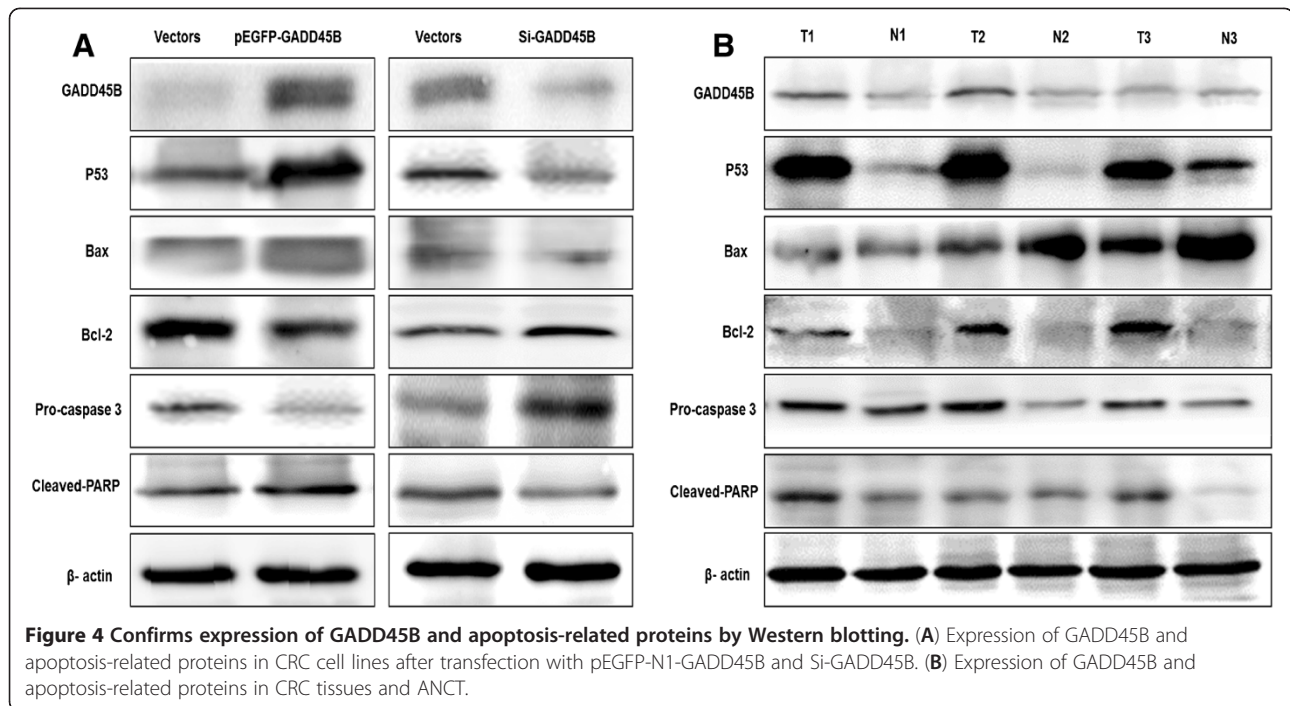 A
Vectors pEGFP-GADD45B Vectors Si-GADD45B
GADD45B
P53
Bax
Bcl-2
Pro-caspase 3
Cleaved-PARP
β- actin
B
T1 N1 T2 N2 T3 N3
GADD45B
P53
Bax
Bcl-2
Pro-caspase 3
Cleaved-PARP
β- actin
Figure 4 Confirms expression of GADD45B and apoptosis-related proteins by Western blotting. (A) Expression of GADD45B and
apoptosis-related proteins in CRC cell lines after transfection with pEGFP-N1-GADD45B and Si-GADD45B. (B) Expression of GADD45B and
apoptosis-related proteins in CRC tissues and ANCT.